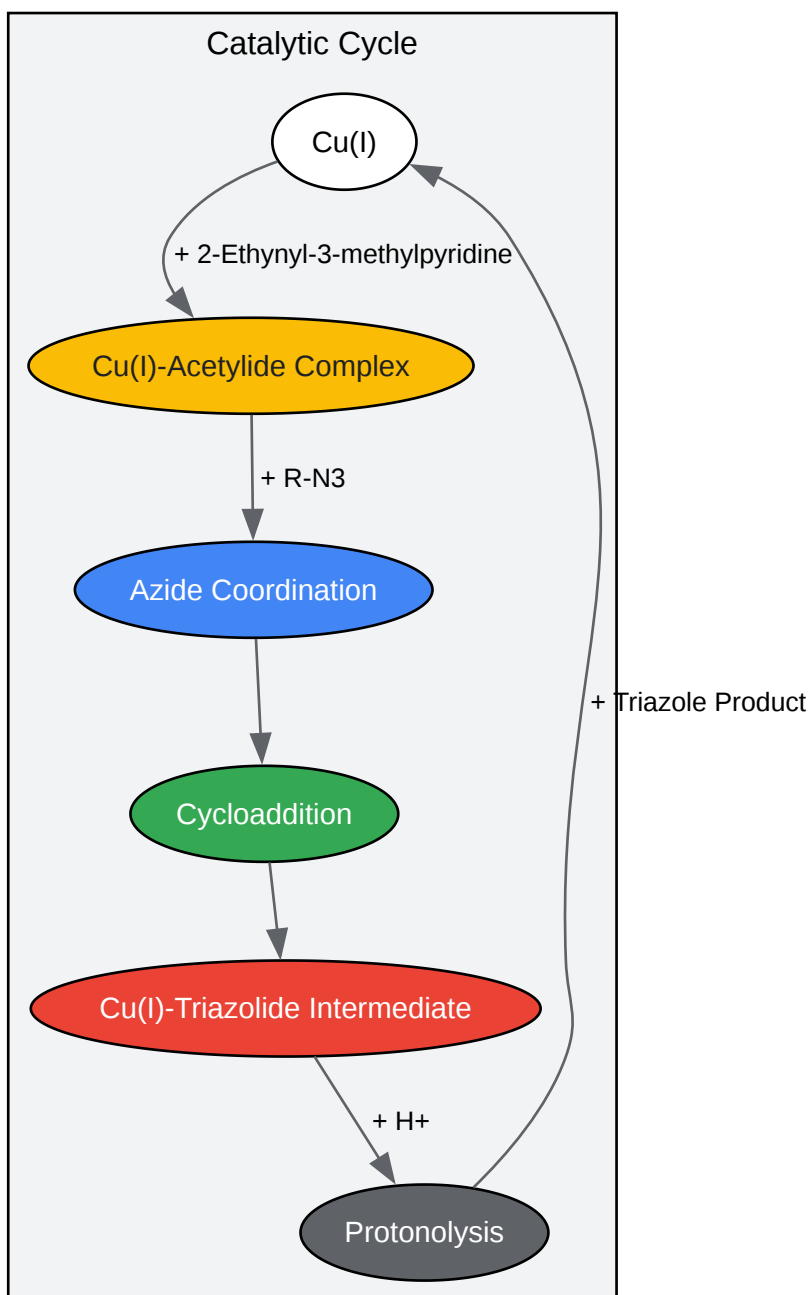 Catalytic Cycle
Cu(I)
+ 2-Ethynyl-3-methylpyridine
Cu(I)-Acetylide Complex
+ R-N3
Azide Coordination
+ Triazole Product
Cycloaddition
Cu(I)-Triazolide Intermediate
+ H+
Protonolysis